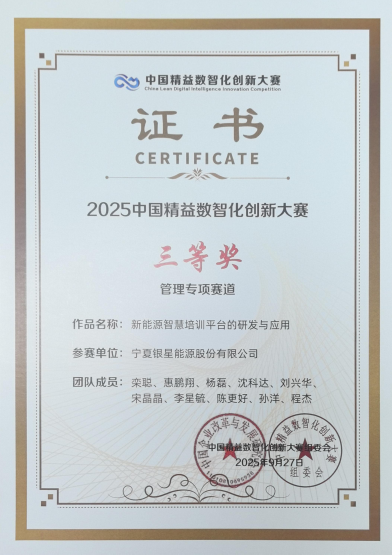 中国精益数智化创新大赛
China Lean Digital Intelligence Innovation Competition
证书
CERTIFICATE
2025中国精益数智化创新大赛
三等奖
管理专项赛道
作品名称：新能源智慧培训平台的研发与应用
参赛单位：宁夏银星能源股份有限公司
团队成员：栾聪、惠鹏翔、杨磊、沈科达、刘兴华、
宋晶晶、李星毓、陈更好、孙洋、程杰
中国精益数智化创新大赛组委会
2025年9月27日
组委会